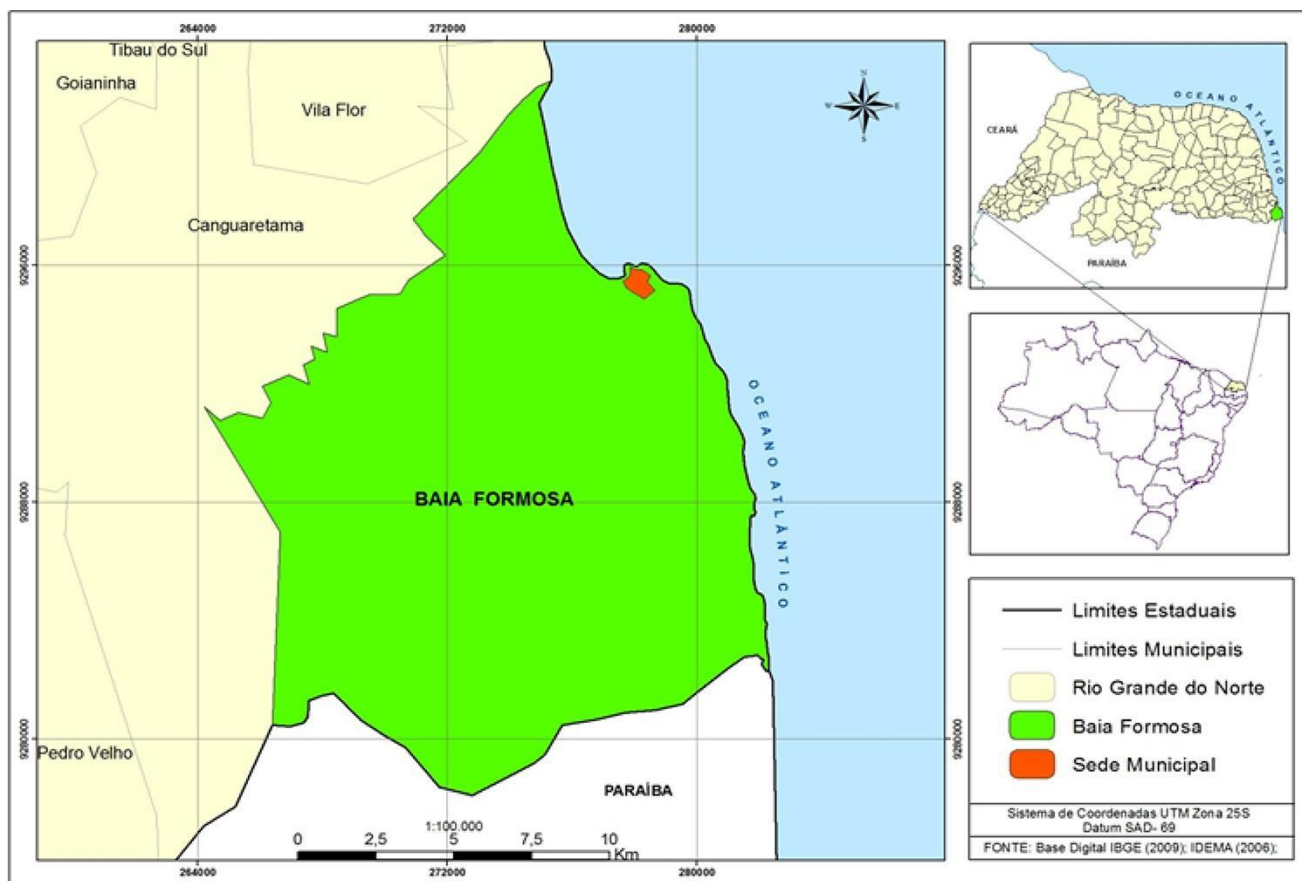 264000
272000
280000
Tibau do Sul
Goianinha
Vila Flor
Canguaretama
N
W
E
S
9296000
9296000
BAIA FORMOSA
OCEANO ATLÂNTICO
9288000
9288000
9280000
9280000
Pedro Velho
PARAÍBA
1:100.000
0
2,5
5
7,5
10
Km
264000
272000
280000
OCEANO ATLÂNTICO
CEARÁ
PARAÍBA
Limites Estaduais
Limites Municipais
Rio Grande do Norte
Baia Formosa
Sede Municipal
Sistema de Coordenadas UTM Zona 25S
Datum SAD- 69
FONTE: Base Digital IBGE (2009); IDEMA (2006);